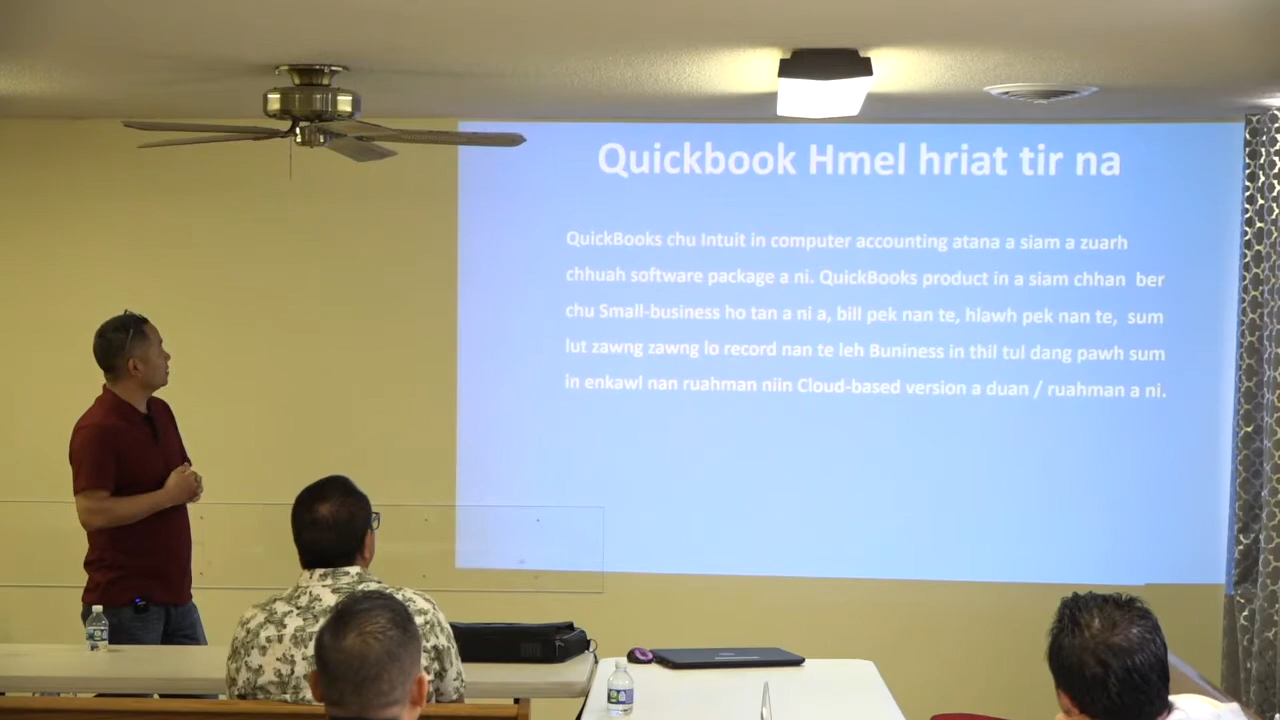 Quickbook Hmel hriat tir na
QuickBooks chu Intuit in computer accounting atana a siam a zuarh
chhuah software package a ni. QuickBooks product in a siam chhan ber
chu Small-business ho tan a ni a, bill pek nan te, hlawh pek nan te, sum
lut zawng zawng lo record nan te leh Buniness in thil tul dang pawh sum
in enkawl nan ruahman niin Cloud-based version a duan / ruahman a ni.